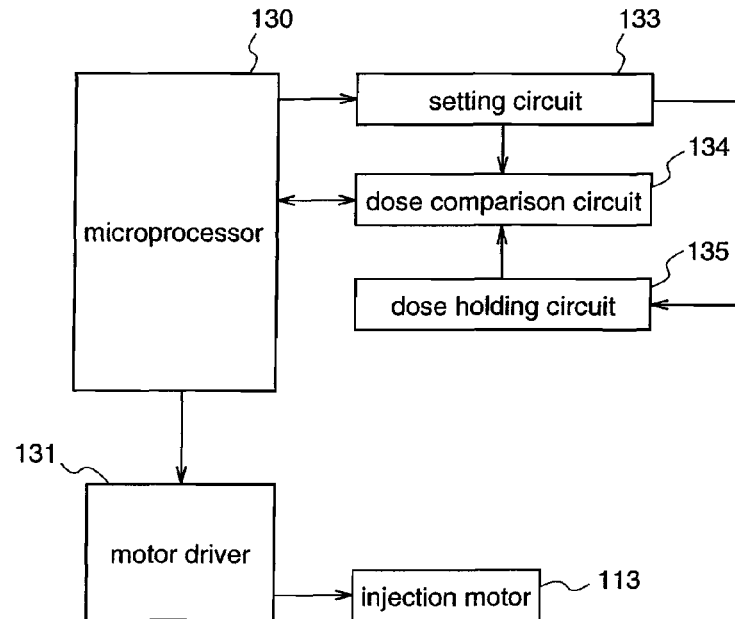 130
133
setting circuit
134
dose comparison circuit
microprocessor
135
dose holding circuit
131
motor driver
injection motor
113